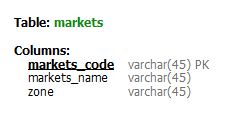 Table: markets
Columns:
markets_code varchar(45) PK
markets_name varchar(45)
zone varchar(45)